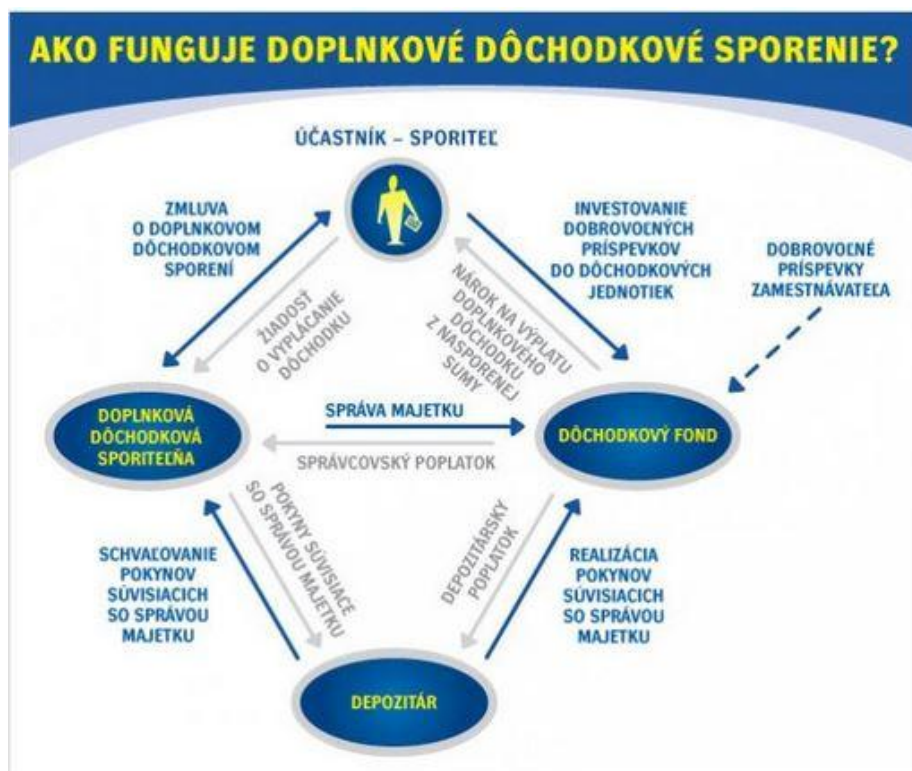 AKO FUNGUJE DOPLNKOVÉ DÔCHODKOVÉ SPORENIE?
ÚČASTNÍK – SPORITEĽ
ZMLUVA
O DOPLNKOVOM
DÔCHODKOVOM
SPORENÍ
INVESTOVANIE
DOBROVOĽNÝCH
PRÍSPEVKOV
DO DÔCHODKOVÝCH
JEDNOTIEK
DOBROVOĽNÉ
PRÍSPEVKY
ZAMESTNÁVATEĽA
ŽIADOSŤ
O VYPLÁCANIE
DÔCHODKU
NÁROK NA VÝPLATU
DOPLNKOVÉHO
DÔCHODKU
Z NASPORENEJ
SUMY
DOPLNKOVÁ
DÔCHODKOVÁ
SPORITEĽŇA
SPRÁVA MAJETKU
SPRÁVCOVSKÝ POPLATOK
DÔCHODKOVÝ FOND
SCHVAĽOVANIE
POKYNOV
SÚVISIACICH
SO SPRÁVOU
MAJETKU
POKYNY SÚVISIACE
SO SPRÁVOU MAJETKU
DEPOZITÁRSKY
POPLATOK
REALIZÁCIA
POKYNOV
SÚVISIACICH
SO SPRÁVOU
MAJETKU
DEPOZITÁR